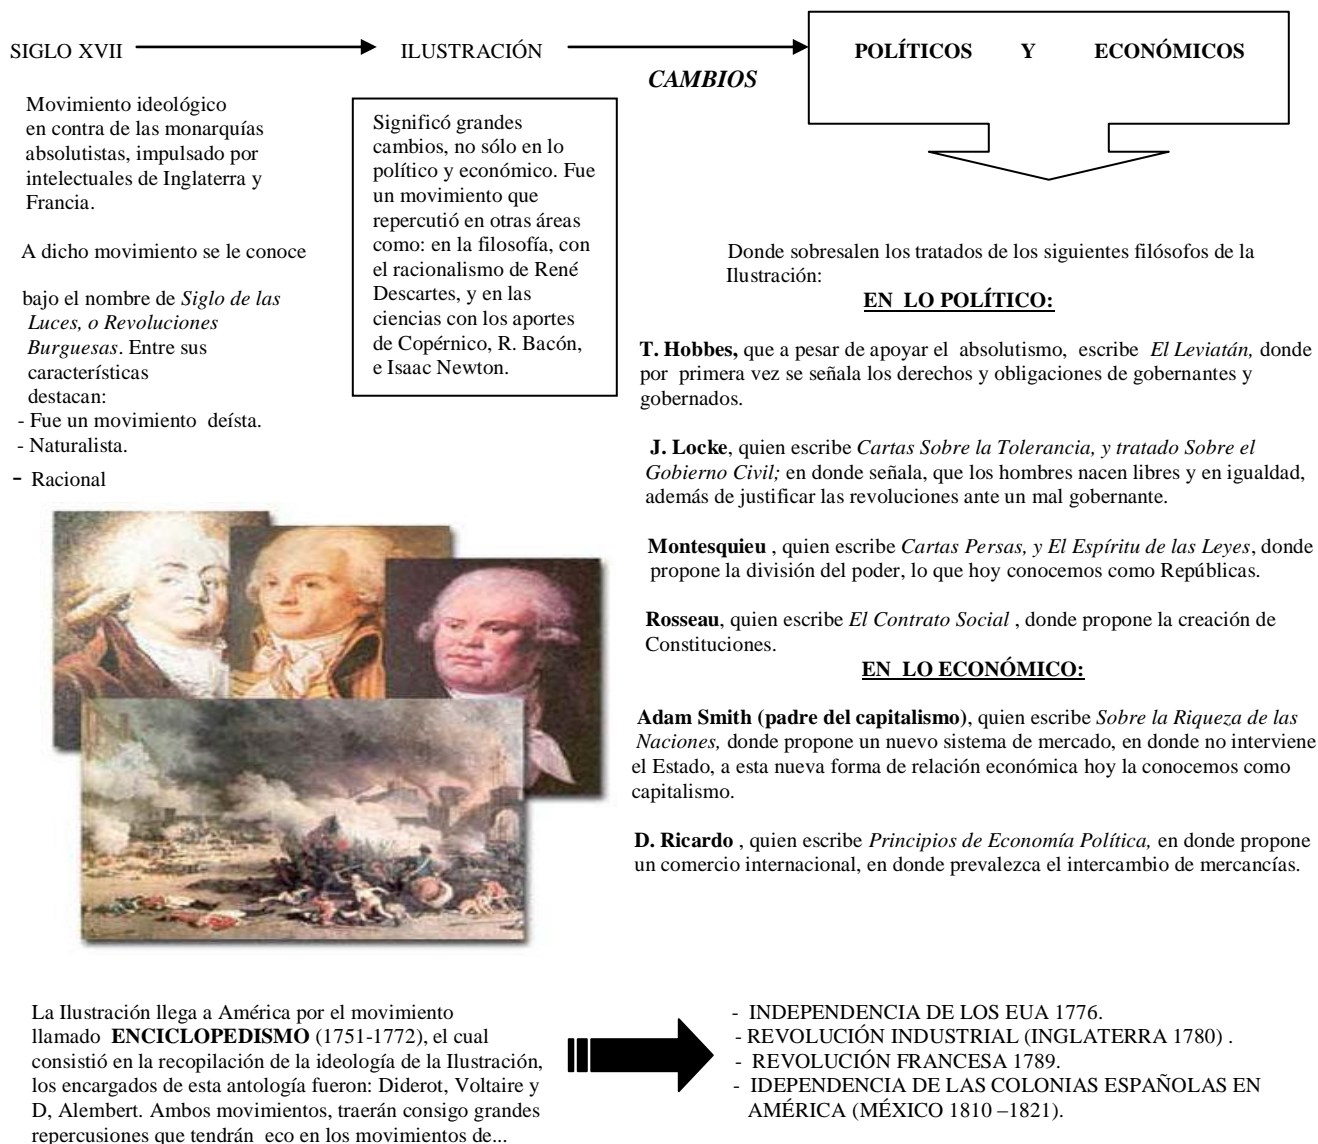 SIGLO XVII
ILUSTRACIÓN
CAMBIOS
POLÍTICOS Y ECONÓMICOS
Movimiento ideológico
en contra de las monarquías
absolutistas, impulsado por
intelectuales de Inglaterra y
Francia.
A dicho movimiento se le conoce
bajo el nombre de Siglo de las
Luces, o Revoluciones
Burguesas. Entre sus
características
destacan:
- Fue un movimiento deísta.
- Naturalista.
- Racional
Significó grandes
cambios, no sólo en lo
político y económico. Fue
un movimiento que
repercutió en otras áreas
como: en la filosofía, con
el racionalismo de René
Descartes, y en las
ciencias con los aportes
de Copérnico, R. Bacón,
e Isaac Newton.
Donde sobresalen los tratados de los siguientes filósofos de la
Ilustración:
EN LO POLÍTICO:
T. Hobbes, que a pesar de apoyar el absolutismo, escribe El Leviatán, donde
por primera vez se señala los derechos y obligaciones de gobernantes y
gobernados.
J. Locke, quien escribe Cartas Sobre la Tolerancia, y tratado Sobre el
Gobierno Civil; en donde señala, que los hombres nacen libres y en igualdad,
además de justificar las revoluciones ante un mal gobernante.
Montesquieu , quien escribe Cartas Persas, y El Espíritu de las Leyes, donde
propone la división del poder, lo que hoy conocemos como Repúblicas.
Rosseau, quien escribe El Contrato Social , donde propone la creación de
Constituciones.
EN LO ECONÓMICO:
Adam Smith (padre del capitalismo), quien escribe Sobre la Riqueza de las
Naciones, donde propone un nuevo sistema de mercado, en donde no interviene
el Estado, a esta nueva forma de relación económica hoy la conocemos como
capitalismo.
D. Ricardo , quien escribe Principios de Economía Política, en donde propone
un comercio internacional, en donde prevalezca el intercambio de mercancías.
La Ilustración llega a América por el movimiento
llamado ENCICLOPEDISMO (1751-1772), el cual
consistió en la recopilación de la ideología de la Ilustración,
los encargados de esta antología fueron: Diderot, Voltaire y
D, Alembert. Ambos movimientos, traerán consigo grandes
repercusiones que tendrán eco en los movimientos de...
- INDEPENDENCIA DE LOS EUA 1776.
- REVOLUCIÓN INDUSTRIAL (INGLATERRA 1780) .
- REVOLUCIÓN FRANCESA 1789.
- IDEPENDENCIA DE LAS COLONIAS ESPAÑOLAS EN
AMÉRICA (MÉXICO 1810 –1821).